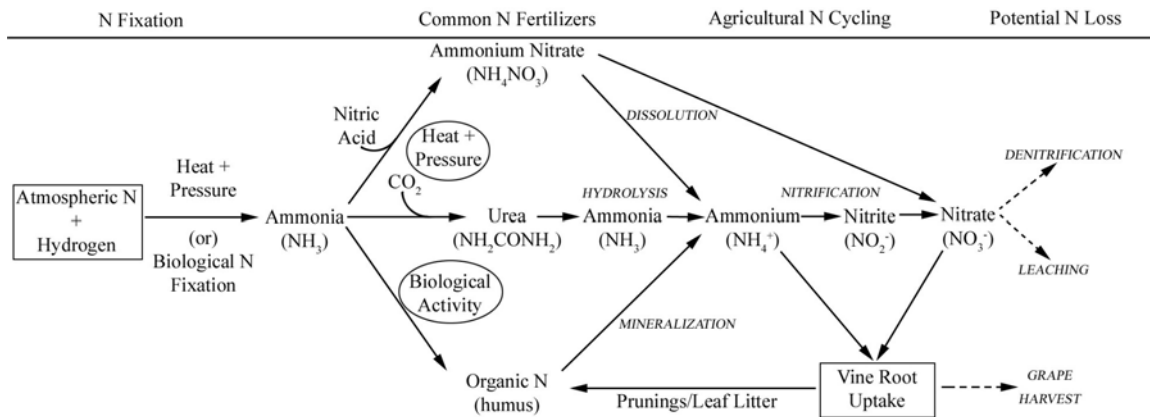 N Fixation
Common N Fertilizers
Agricultural N Cycling
Potential N Loss
Ammonium Nitrate
(NH₄NO₃)
Nitric
Acid
Heat +
Pressure
DISSOLUTION
DENITRIFICATION
Heat +
Pressure
CO₂
HYDROLYSIS
NITRIFICATION
Atmospheric N
+
Hydrogen
Ammonia
(NH₃)
Urea
(NH₂CONH₂)
Ammonia
(NH₃)
Ammonium
(NH₄⁺)
Nitrite
(NO₂⁻)
Nitrate
(NO₃⁻)
(or)
Biological N
Fixation
Biological
Activity
LEACHING
MINERALIZATION
Organic N
(humus)
Prunings/Leaf Litter
Vine Root
Uptake
GRAPE
HARVEST